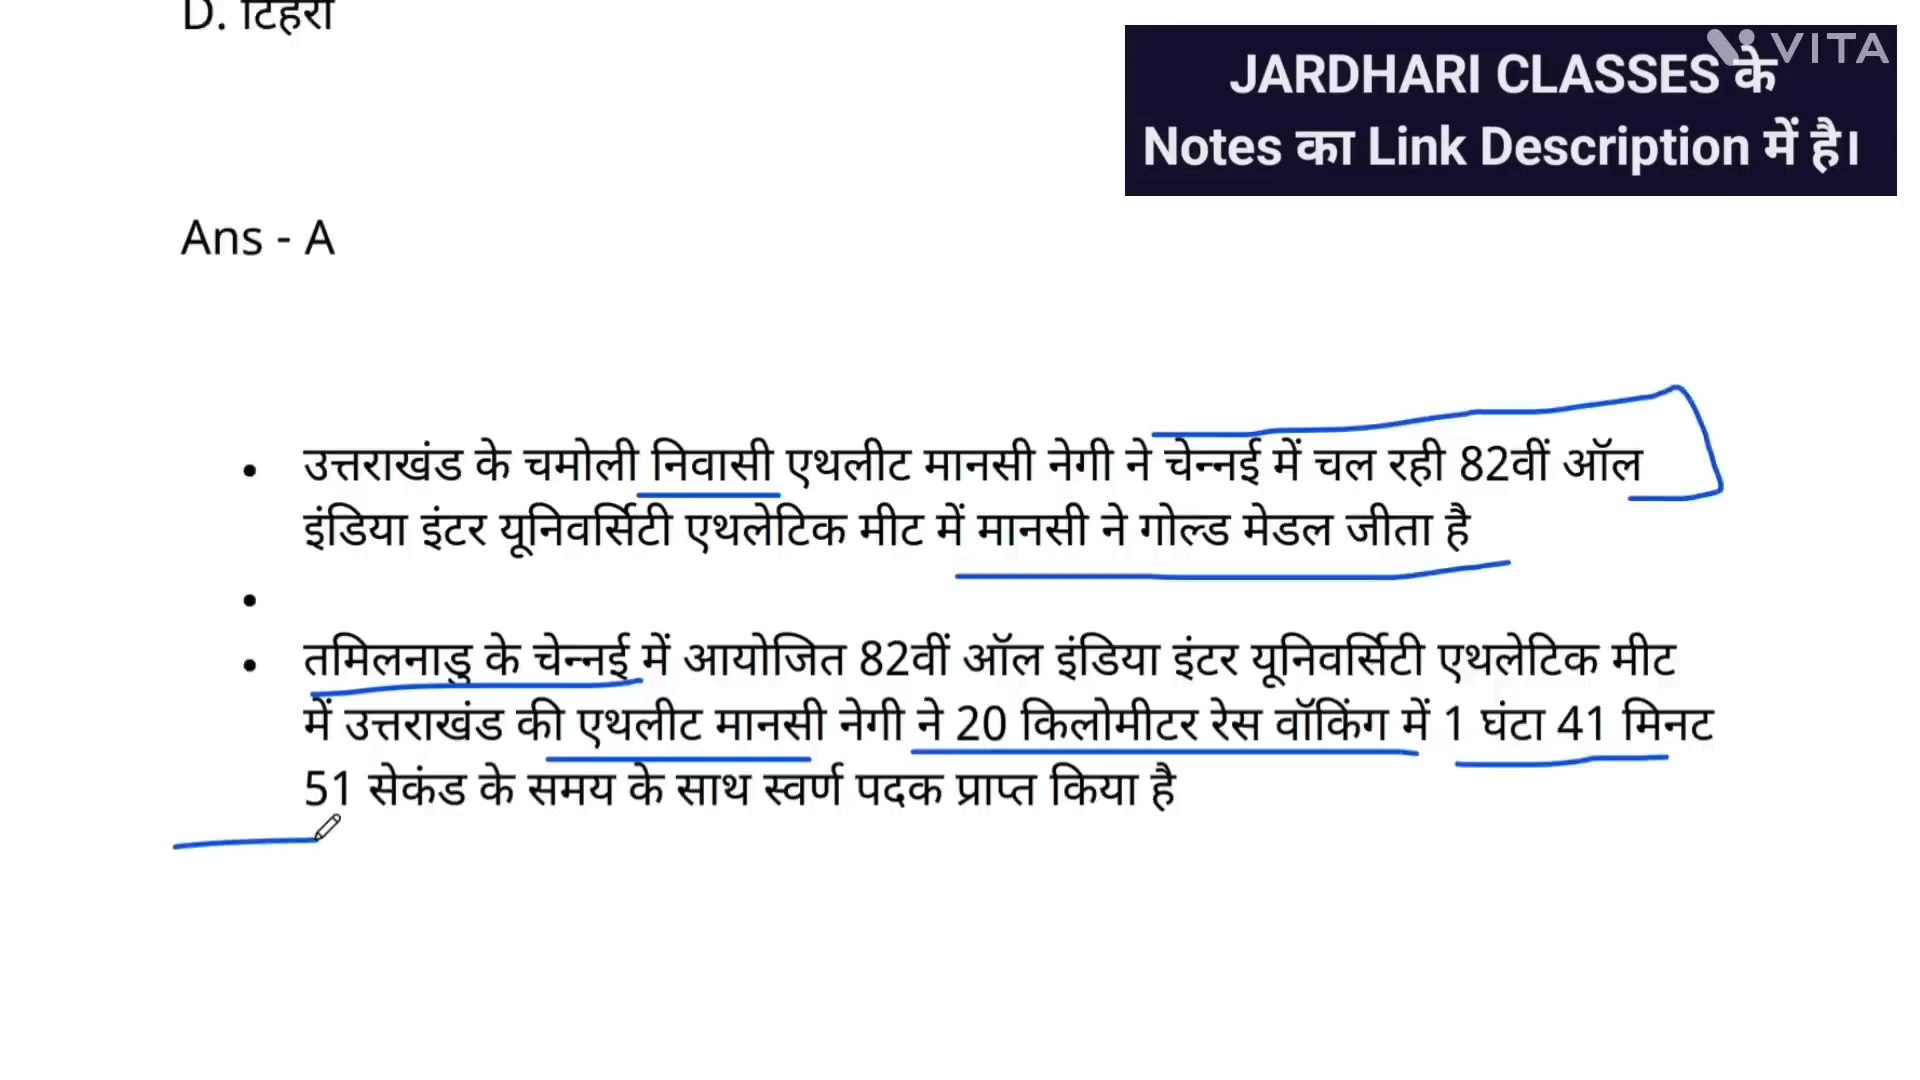 D. टिहरी
VITA
JARDHARI CLASSES के
Notes का Link Description में है।
Ans - A
उत्तराखंड के चमोली निवासी एथलीट मानसी नेगी ने चेन्नई में चल रही 82वीं ऑल
इंडिया इंटर यूनिवर्सिटी एथलेटिक मीट में मानसी ने गोल्ड मेडल जीता है
तमिलनाडु के चेन्नई में आयोजित 82वीं ऑल इंडिया इंटर यूनिवर्सिटी एथलेटिक मीट
में उत्तराखंड की एथलीट मानसी नेगी ने 20 किलोमीटर रेस वॉकिंग में 1 घंटा 41 मिनट
51 सेकंड के समय के साथ स्वर्ण पदक प्राप्त किया है